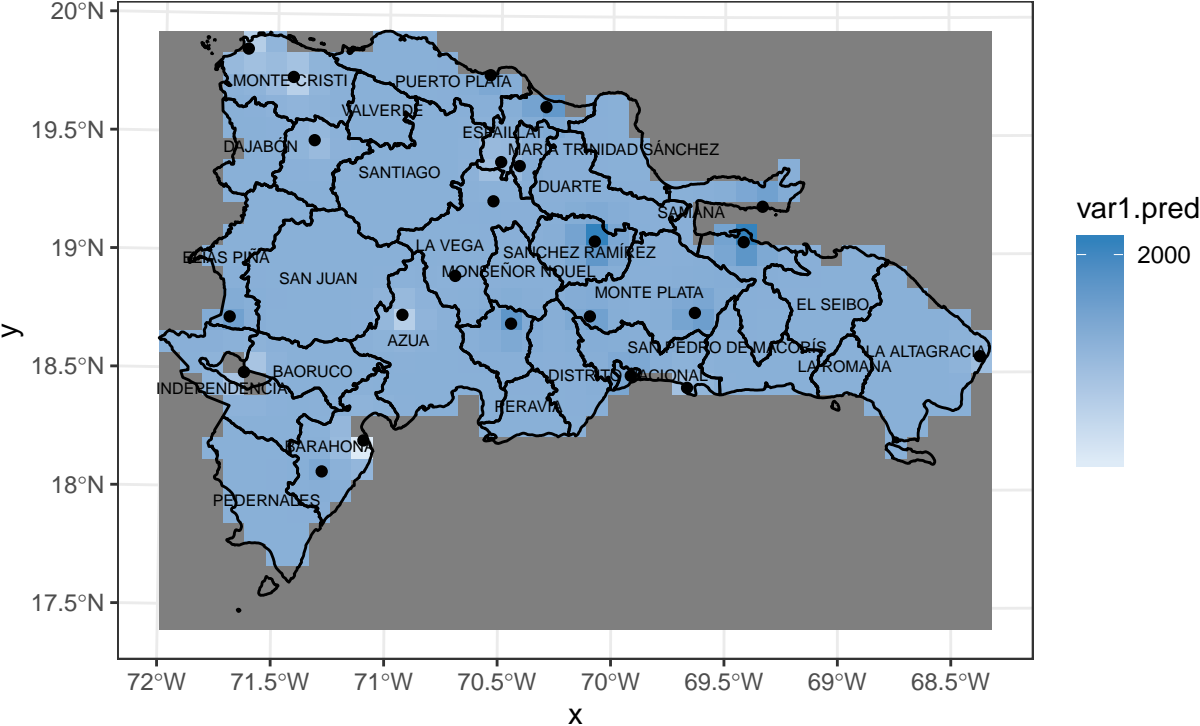 20°N
19.5°N
19°N
18.5°N
18°N
17.5°N
y
MONTE CRISTI
PUERTO PLATA
VALVERDE
ESPAILLAT
DAJABÓN
MARÍA TRINIDAD SÁNCHEZ
SANTIAGO
DUARTE
SAMANÁ
LA VEGA
SANCHEZ RAMÍREZ
ELÍAS PIÑA
MONSEÑOR NOUEL
SAN JUAN
MONTE PLATA
EL SEIBO
AZUA
SAN PEDRO DE MACORÍS
LA ALTAGRACIA
LA ROMANA
BAORUCO
DISTRITO NACIONAL
INDEPENDENCIA
PERAVIA
BARAHONA
PEDERNALES
72°W
71.5°W
71°W
70.5°W
70°W
69.5°W
69°W
68.5°W
x
var1.pred
2000